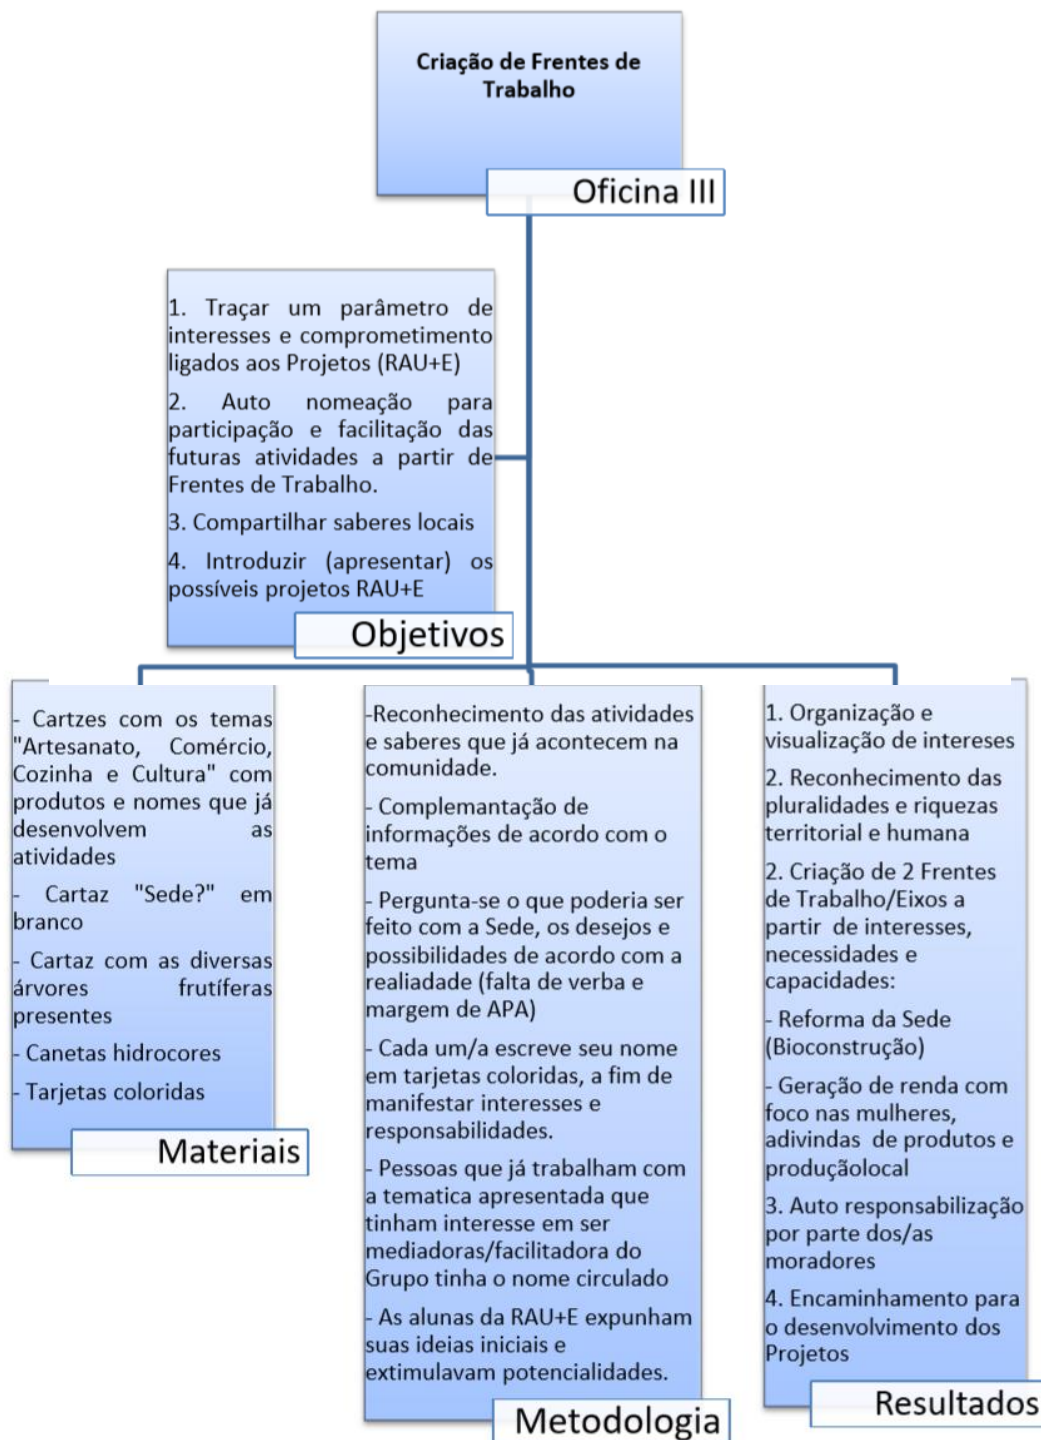 Criação de Frentes de
Trabalho
Oficina III
1. Traçar um parâmetro de
interesses e comprometimento
ligados aos Projetos (RAU+E)
2. Auto nomeação para
participação e facilitação das
futuras atividades a partir de
Frentes de Trabalho.
3. Compartilhar saberes locais
4. Introduzir (apresentar) os
possíveis projetos RAU+E
Objetivos
- Cartzes com os temas
"Artesanato, Comércio,
Cozinha e Cultura" com
produtos e nomes que já
desenvolvem as
atividades
- Cartaz "Sede?" em
branco
- Cartaz com as diversas
árvores frutíferas
presentes
- Canetas hidrocores
- Tarjetas coloridas
Materiais
-Reconhecimento das atividades
e saberes que já acontecem na
comunidade.
- Complemantação de
informações de acordo com o
tema
- Pergunta-se o que poderia ser
feito com a Sede, os desejos e
possibilidades de acordo com a
realiadade (falta de verba e
margem de APA)
- Cada um/a escreve seu nome
em tarjetas coloridas, a fim de
manifestar interesses e
responsabilidades.
- Pessoas que já trabalham com
a tematica apresentada que
tinham interesse em ser
mediadoras/facilitadora do
Grupo tinha o nome circulado
- As alunas da RAU+E expunham
suas ideias iniciais e
extimulavam potencialidades.
Metodologia
1. Organização e
visualização de intereses
2. Reconhecimento das
pluralidades e riquezas
territorial e humana
2. Criação de 2 Frentes
de Trabalho/Eixos a
partir de interesses,
necessidades e
capacidades:
- Reforma da Sede
(Bioconstrução)
- Geração de renda com
foco nas mulheres,
adivindas de produtos e
produçãolocal
3. Auto responsabilização
por parte dos/as
moradores
4. Encaminhamento para
o desenvolvimento dos
Projetos
Resultados